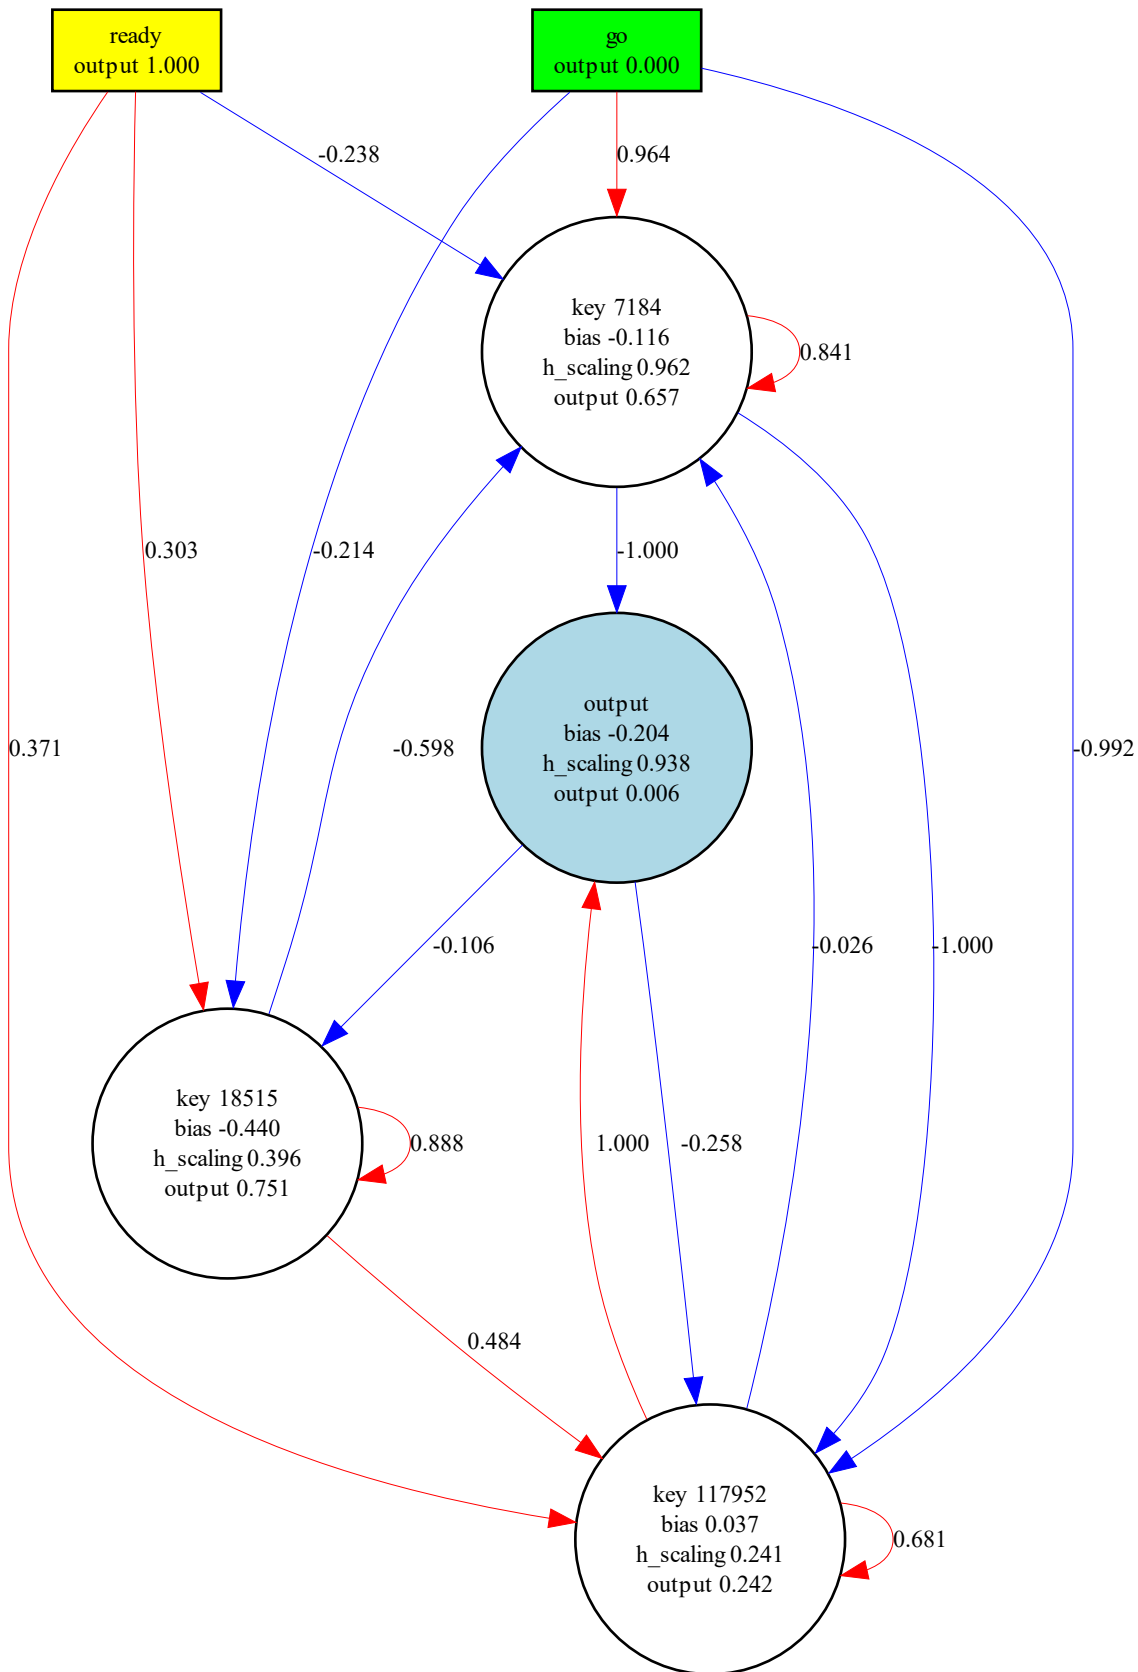 ready
output 1.000
go
output 0.000
-0.238
0.964
key 7184
bias -0.116
h_scaling 0.962
output 0.657
0.841
0.303
-0.214
-1.000
output
bias -0.204
h_scaling 0.938
output 0.006
0.371
-0.598
-0.992
-0.106
-0.026
-1.000
key 18515
bias -0.440
h_scaling 0.396
output 0.751
0.888
1.000
-0.258
0.484
key 117952
bias 0.037
h_scaling 0.241
output 0.242
0.681